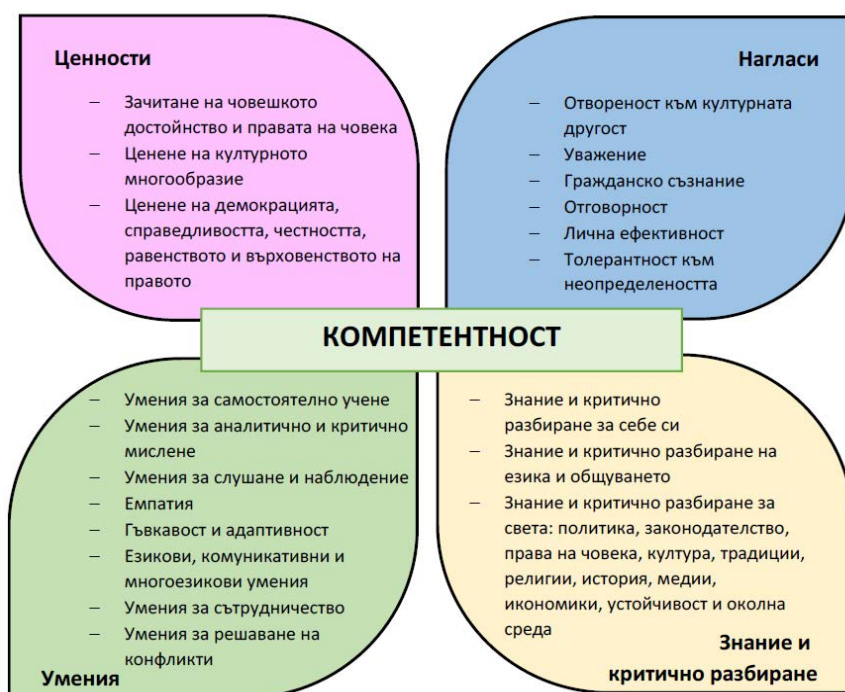 Ценности
– Зачитане на човешкото
достойнство и правата на човека
– Ценене на културното
многообразие
– Ценене на демокрацията,
справедливостта, честността,
равенството и върховенството на
правото
Нагласи
– Отвореност към културната
другост
– Уважение
– Гражданско съзнание
– Отговорност
– Лична ефективност
– Толерантност към
неопределеността
КОМПЕТЕНТНОСТ
– Умения за самостоятелно учене
– Умения за аналитично и критично
мислене
– Умения за слушане и наблюдение
– Емпатия
– Гъвкавост и адаптивност
– Езикови, комуникативни и
многоезикови умения
– Умения за сътрудничество
– Умения за решаване на
конфликти
Умения
– Знание и критично
разбиране за себе си
– Знание и критично разбиране на
езика и общуването
– Знание и критично разбиране за
света: политика, законодателство,
права на човека, култура, традиции,
религии, история, медии,
икономики, устойчивост и околна
среда
Знание и
критично разбиране